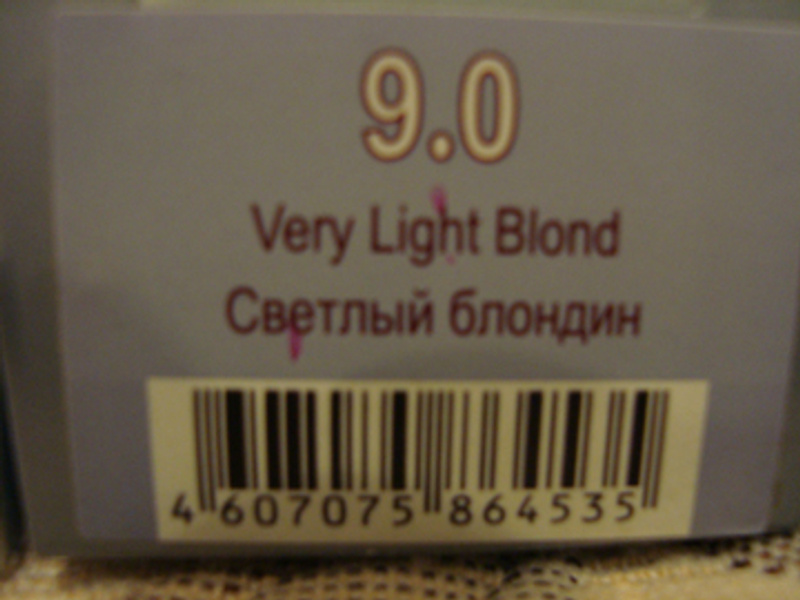 9.0
Very Light Blond
Светлый блондин
4 607075 864535